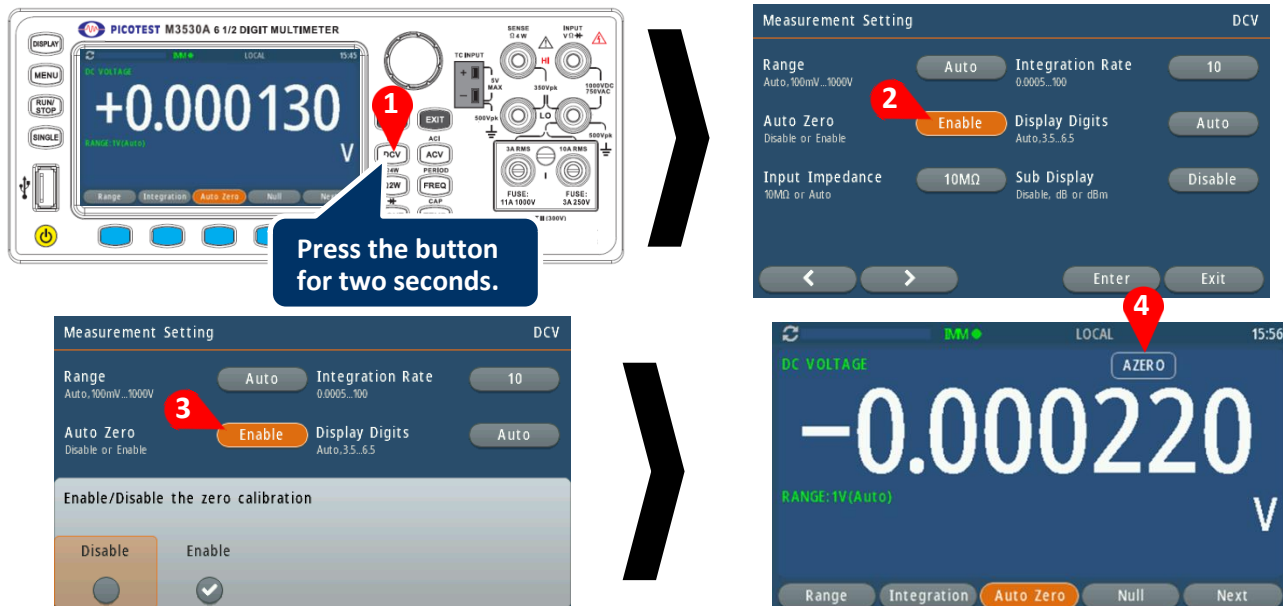 PICOTEST M3530A 6 1/2 DIGIT MULTIMETER
DISPLAY
MENU
RUN/
STOP
SINGLE
IMM
LOCAL
15:45
DC VOLTAGE
+0.000130
V
RANGE: 1V(Auto)
Range
Integration
Auto Zero
Null
1
EXIT
ACI
DCV
ACV
PERIOD
FREQ
CAP
TC INPUT
+
−
5V
MAX
SENSE
Ω 4 W
INPUT
HI
350Vpk
1000VDC
750VAC
500Vpk
LO
500Vpk
3A RMS
10A RMS
I
FUSE:
11A 1000V
FUSE:
3A 250V
(300V)
Press the button
for two seconds.
Measurement Setting
DCV
Range
Auto
Integration Rate
10
Auto,100mV...1000V
0.0005...100
2
Auto Zero
Enable
Display Digits
Auto
Disable or Enable
Auto,3.5...6.5
Input Impedance
10MΩ
Sub Display
Disable
10MΩ or Auto
Disable, dB or dBm
<
>
Enter
Exit
Measurement Setting
DCV
Range
Auto
Integration Rate
10
Auto,100mV...1000V
0.0005...100
3
Auto Zero
Enable
Display Digits
Auto
Disable or Enable
Auto,3.5...6.5
Enable/Disable the zero calibration
Disable
Enable
4
IMM
LOCAL
15:56
DC VOLTAGE
AZERO
−0.000220
RANGE: 1V(Auto)
V
Range
Integration
Auto Zero
Null
Next